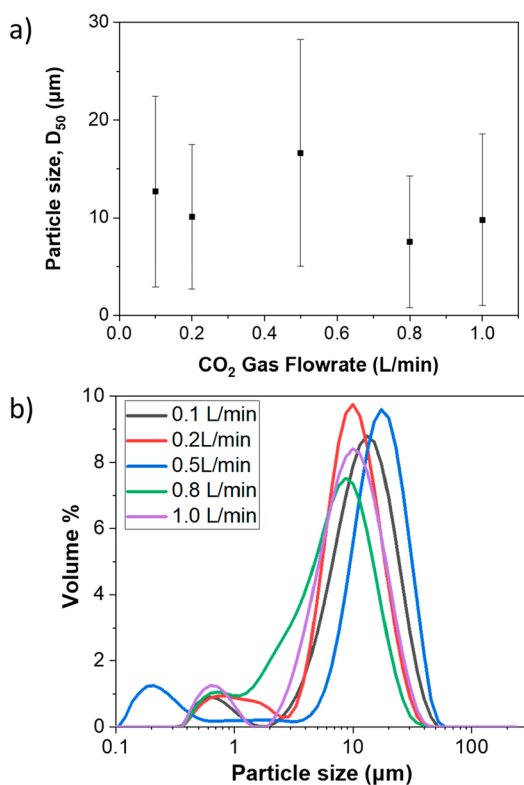 a)
30
20
10
0
Particle size, D₅₀ (μm)
0.0 0.2 0.4 0.6 0.8 1.0
CO₂ Gas Flowrate (L/min)
b)
10
8
6
4
2
0
Volume %
0.1 L/min
0.2L/min
0.5L/min
0.8 L/min
1.0 L/min
0.1 1 10 100
Particle size (μm)